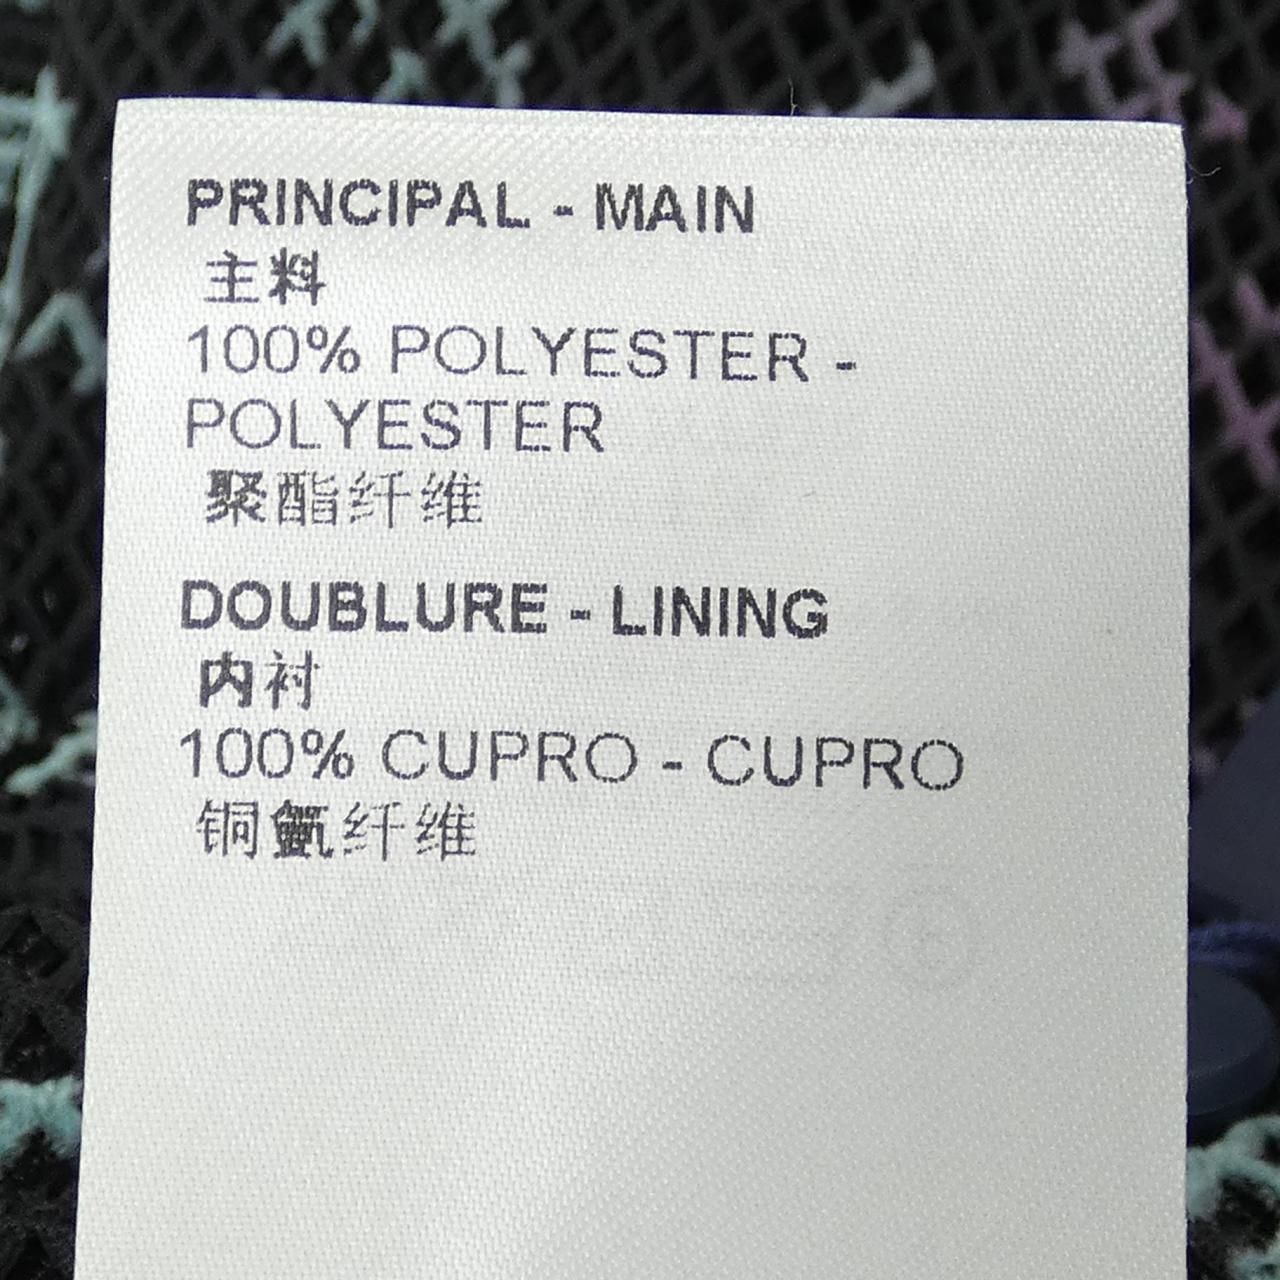 PRINCIPAL - MAIN
主料
100% POLYESTER -
POLYESTER
聚酯纤维
DOUBLURE - LINING
内衬
100% CUPRO - CUPRO
铜氨纤维